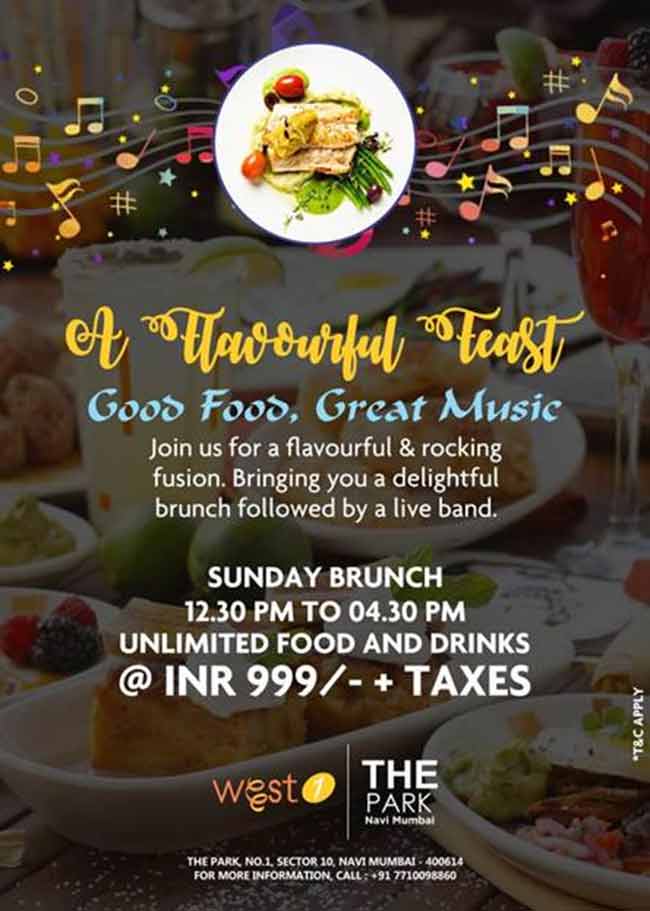 A Flavourful Feast
Good Food, Great Music
Join us for a flavourful & rocking
fusion. Bringing you a delightful
brunch followed by a live band.
SUNDAY BRUNCH
12.30 PM TO 04.30 PM
UNLIMITED FOOD AND DRINKS
@ INR 999/- + TAXES
*T&C APPLY
west 1
THE
PARK
Navi Mumbai
THE PARK, NO.1, SECTOR 10, NAVI MUMBAI - 400614
FOR MORE INFORMATION, CALL : +91 7710098860